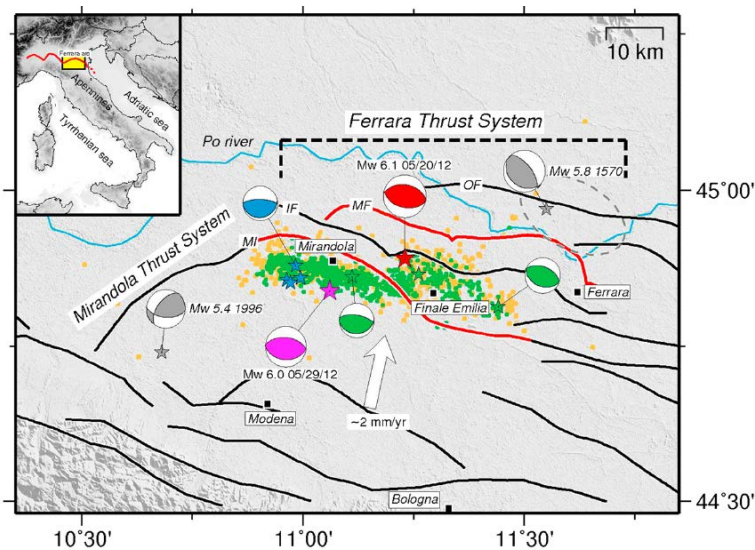 Ferrara arc
Apennines
Adriatic sea
Tyrrhenian sea
10 km
Ferrara Thrust System
Po river
Mw 6.1 05/20/12
Mw 5.8 1570
OF
MF
IF
MI
Mirandola
Mirandola Thrust System
Ferrara
Finale Emilia
Mw 5.4 1996
Mw 6.0 05/29/12
~2 mm/yr
Modena
Bologna
45°00'
44°30'
10°30'
11°00'
11°30'